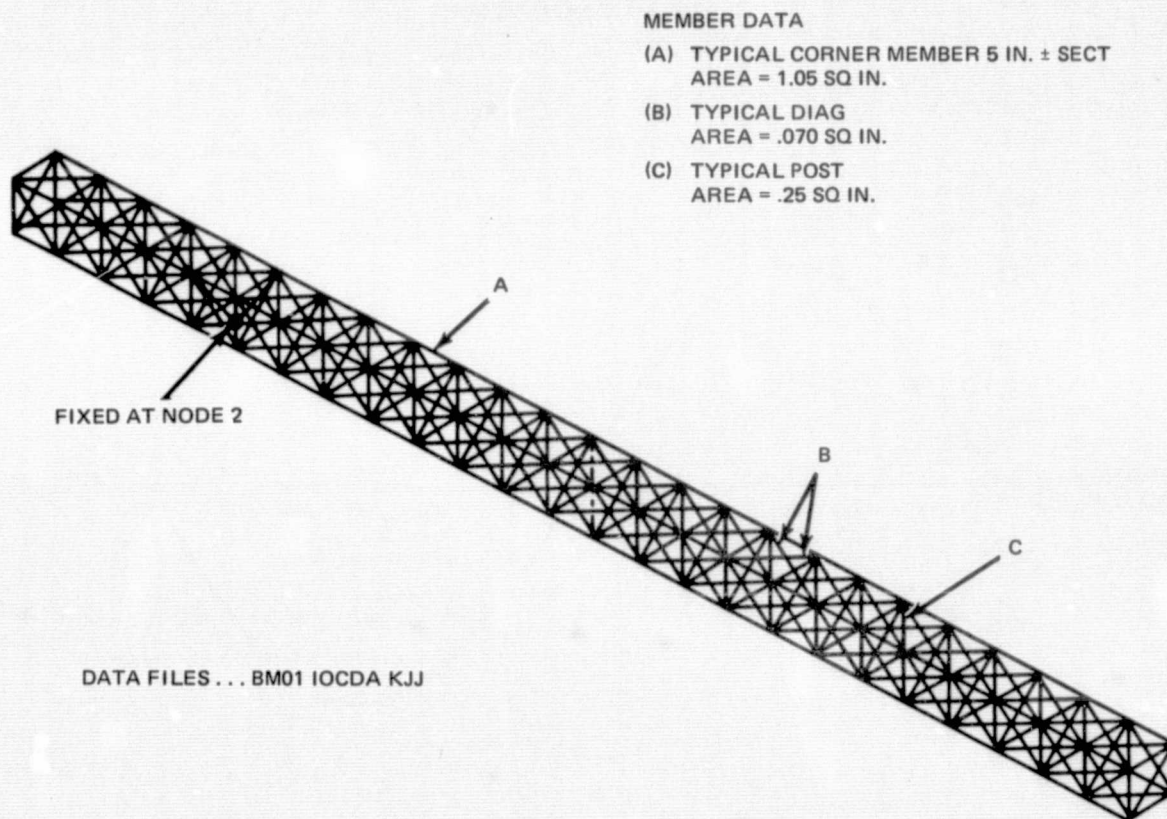 MEMBER DATA
(A) TYPICAL CORNER MEMBER 5 IN. ± SECT
AREA = 1.05 SQ IN.
(B) TYPICAL DIAG
AREA = .070 SQ IN.
(C) TYPICAL POST
AREA = .25 SQ IN.
A
FIXED AT NODE 2
B
C
DATA FILES ... BM01 IOCDA KJJ